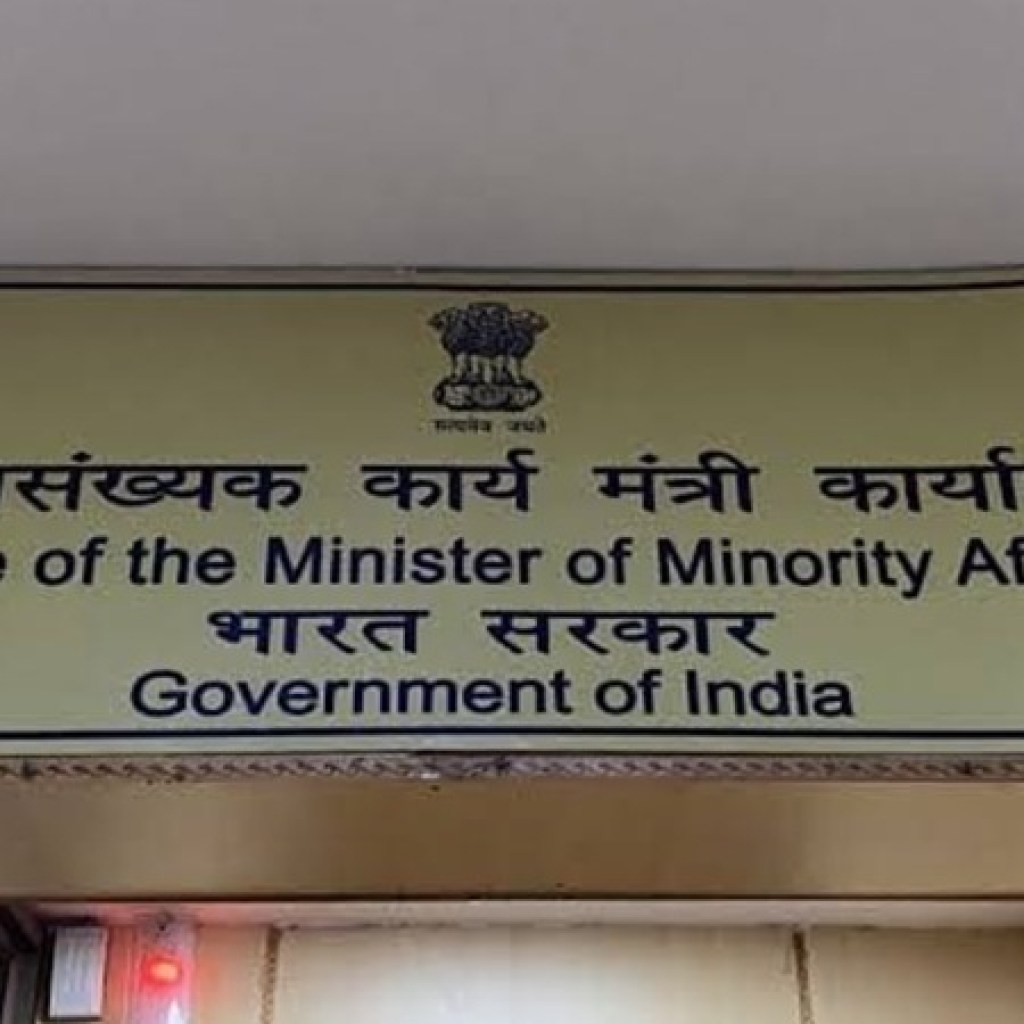 सत्यमेव जयते
संख्यक कार्य मंत्री कार्या
e of the Minister of Minority Af
भारत सरकार
Government of India